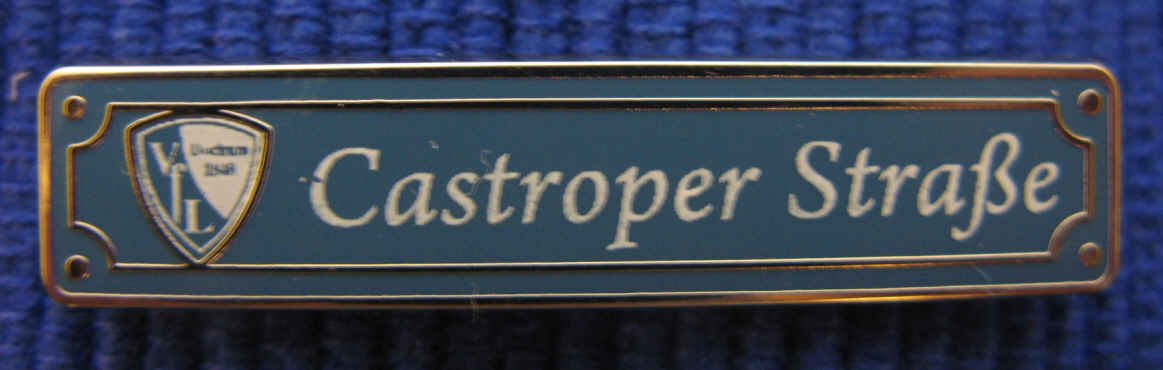 VfL
Bochum
1848
Castroper Straße